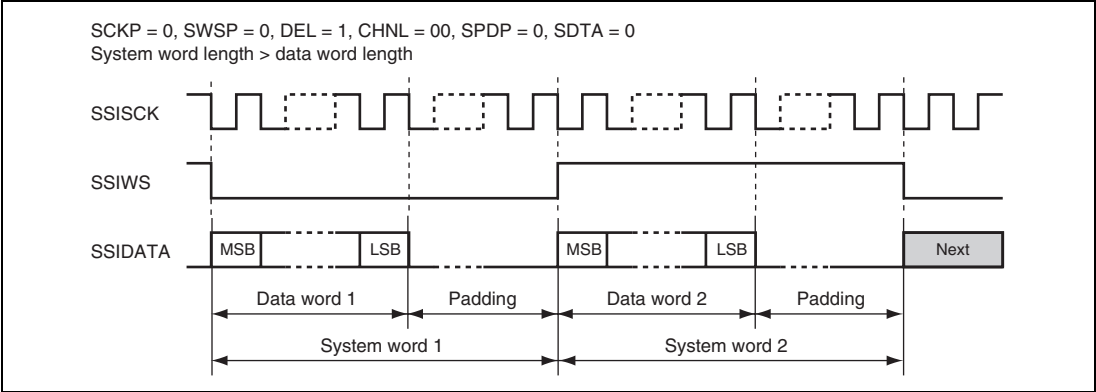 SCKP = 0, SWSP = 0, DEL = 1, CHNL = 00, SPDP = 0, SDTA = 0
System word length > data word length
SSISCK
SSIWS
SSIDATA MSB LSB MSB LSB Next
Data word 1 Padding Data word 2 Padding
System word 1 System word 2